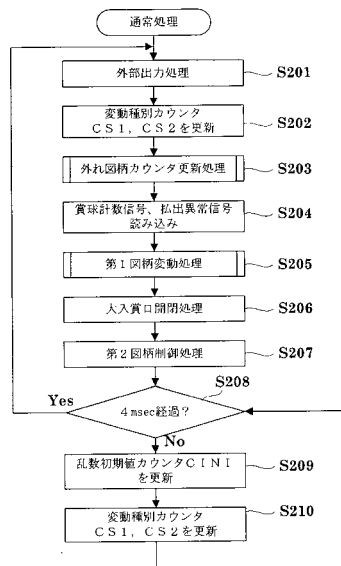 通常処理
外部出力処理
S201
変動種別カウンタ
CS1, CS2を更新
S202
外れ図柄カウンタ更新処理
S203
賞球計数信号、払出異常信号
読み込み
S204
第1図柄変動処理
S205
大入賞口開閉処理
S206
第2図柄制御処理
S207
S208
Yes
4msec経過?
No
乱数初期値カウンタCINI
を更新
S209
変動種別カウンタ
CS1, CS2を更新
S210